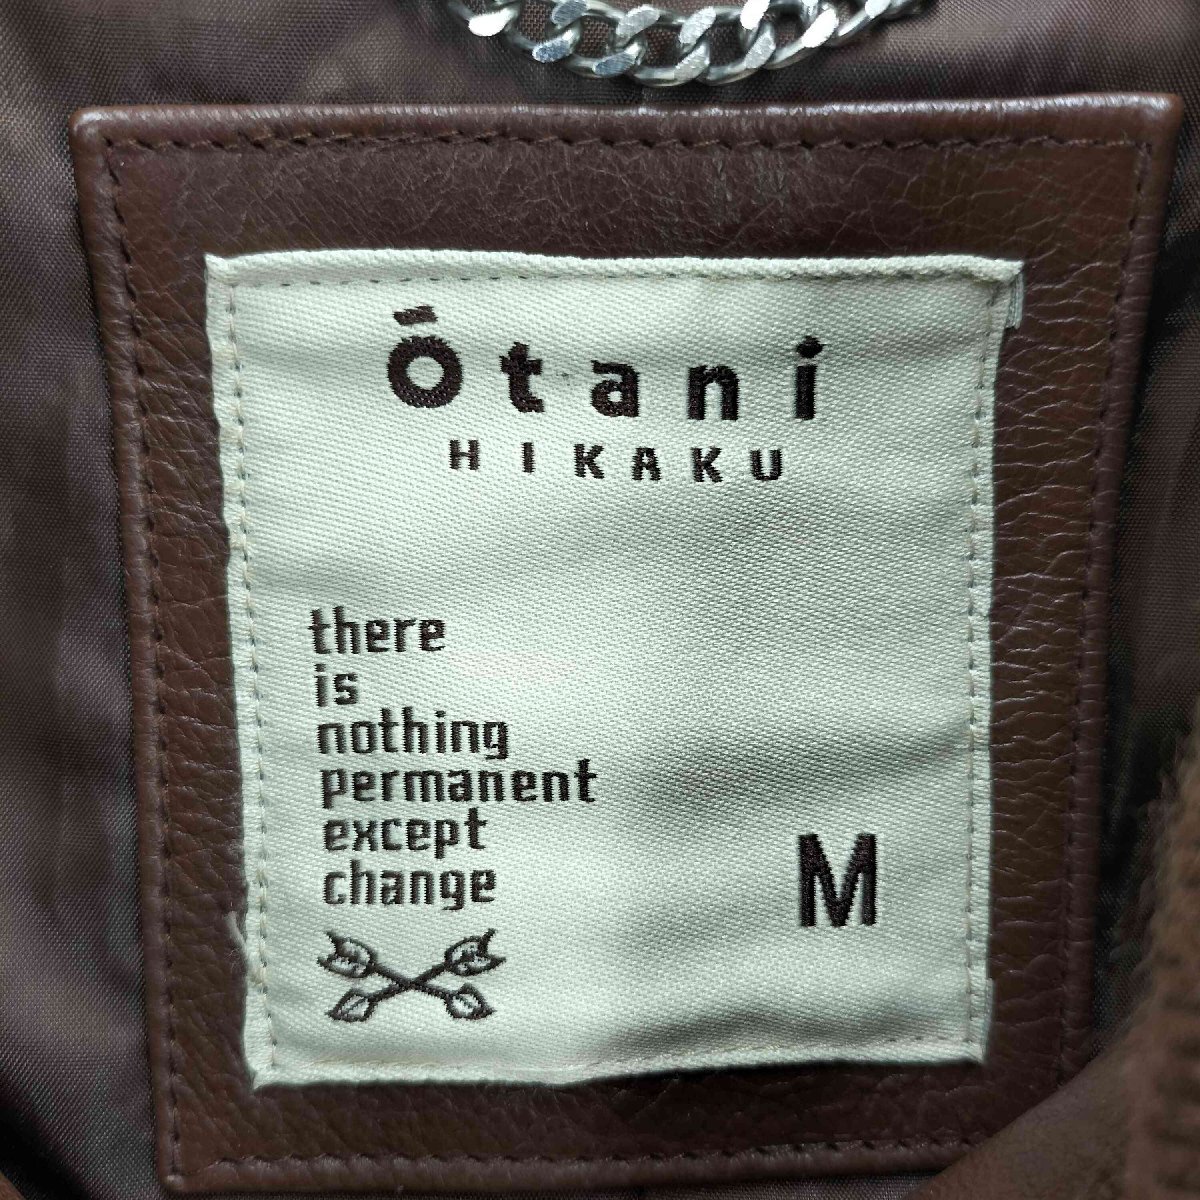 Ōtani
HIKAKU
there
is
nothing
permanent
except
change
M